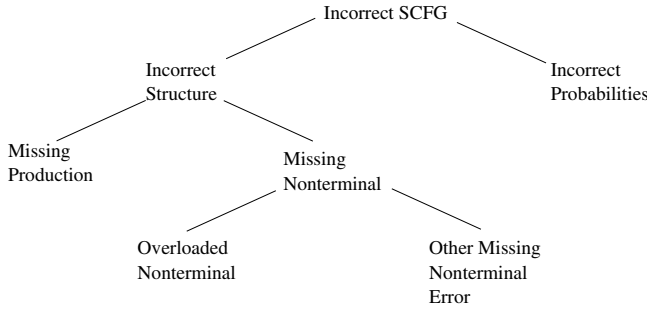 Incorrect SCFG
Incorrect
Structure
Incorrect
Probabilities
Missing
Production
Missing
Nonterminal
Overloaded
Nonterminal
Other Missing
Nonterminal
Error